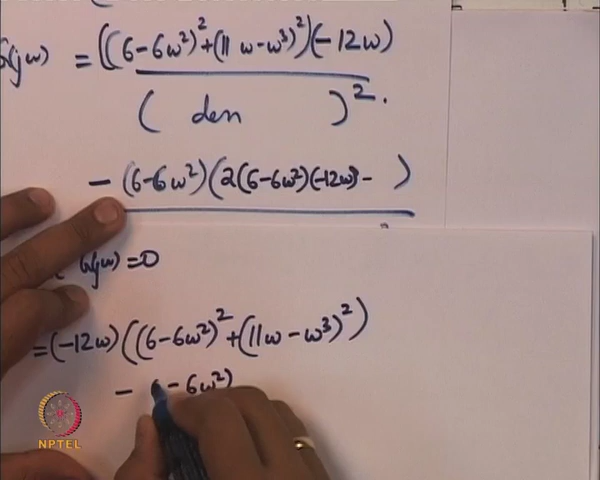 G(jω) = ((6-6ω²)²+(11ω-ω³)²)(-12ω)
( den )².
- (6-6ω²)(2(6-6ω²)(-12ω) - )
G(jω) = 0
= (-12ω)((6-6ω²)²+(11ω-ω³)²)
- - 6ω²)
NPTEL